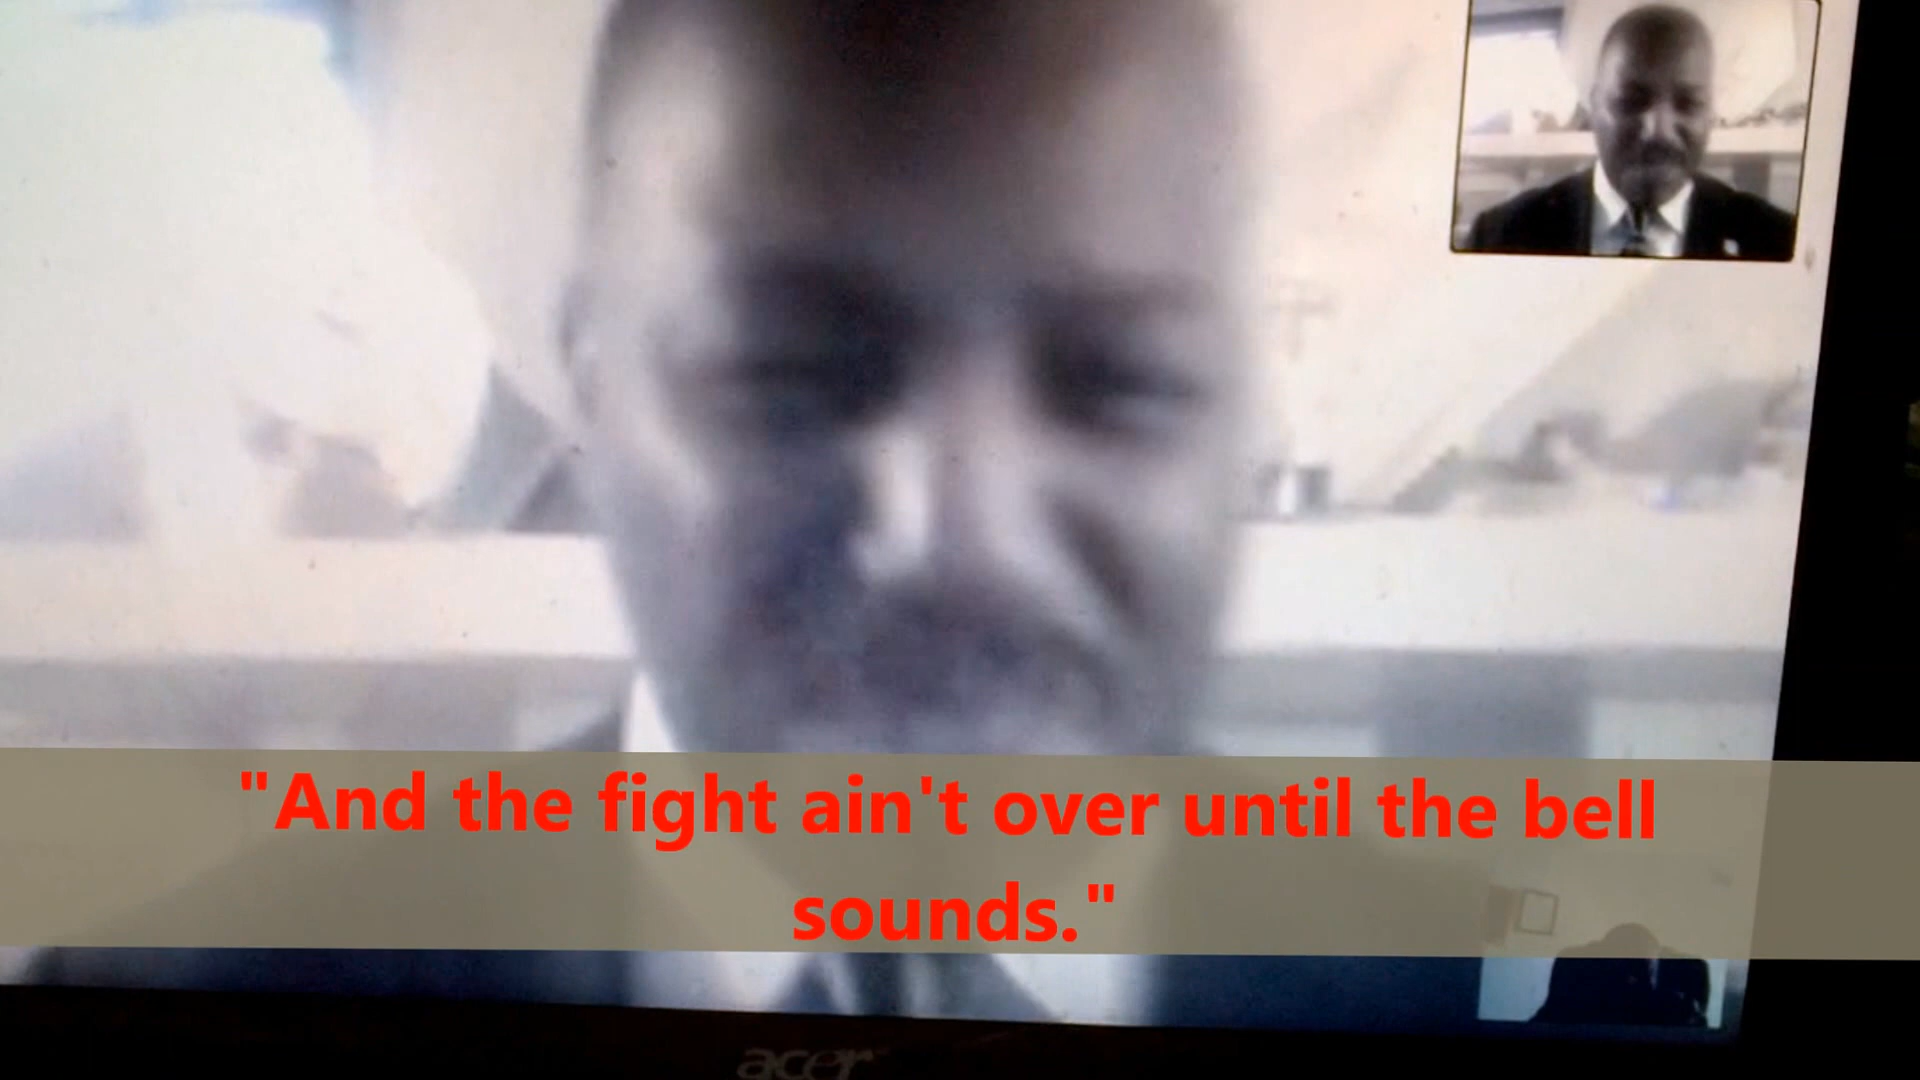 "And the fight ain't over until the bell
sounds."
acer